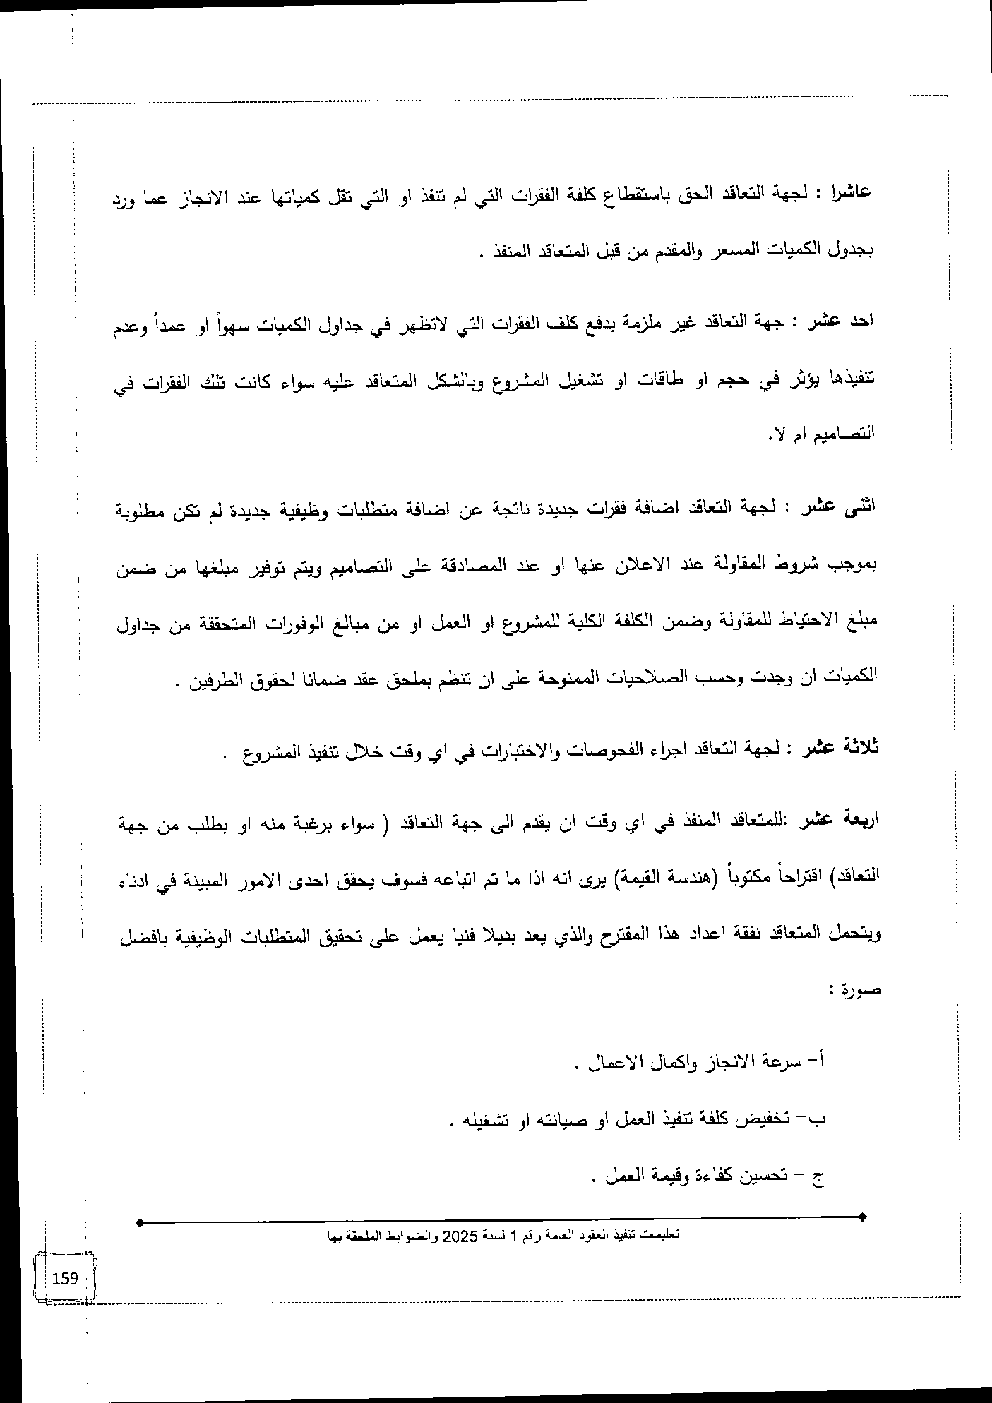 عاشرا : لجهة التعاقد الحق باستقطاع كلفة الفقرات التي لم تنفذ او التي تقل كمياتها عند الانجاز عما ورد
بجدول الكميات المسعر والمقدم من قبل المتعاقد المنفذ .
احد عشر : جهة التعاقد غير ملزمة بدفع كلف الفقرات التي لاتظهر في جداول الكميات سهواً او عمداً وعدم
تنفيذها يؤثر في حجم او طاقات او تشغيل المشروع وبالشكل المتعاقد عليه سواء كانت تلك الفقرات في
التصاميم ام لا.
اثنى عشر : لجهة التعاقد اضافة فقرات جديدة ناتجة عن اضافة متطلبات وظيفية جديدة لم تكن مطلوبة
بموجب شروط المقاولة عند الاعلان عنها او عند المصادقة على التصاميم ويتم توفير مبلغها من ضمن
مبلغ الاحتياط للمقاولة وضمن الكلفة الكلية للمشروع او العمل او من مبالغ الوفورات المتحققة من جداول
الكميات ان وجدت وحسب الصلاحيات الممنوحة على ان تنظم بملحق عقد ضمانا لحقوق الطرفين .
ثلاثة عشر : لجهة التعاقد اجراء الفحوصات والاختبارات في اي وقت خلال تنفيذ المشروع .
اربعة عشر :للمتعاقد المنفذ في اي وقت ان يقدم الى جهة التعاقد ( سواء برغبة منه او بطلب من جهة
التعاقد) اقتراحاً مكتوباً (هندسة القيمة) يرى انه اذا ما تم اتباعه فسوف يحقق احدى الامور المبينة في ادناه
ويتحمل المتعاقد نفقة اعداد هذا المقترح والذي يعد بديلا فنيا يعمل على تحقيق المتطلبات الوظيفية بافضل
صورة :
أ- سرعة الانجاز واكمال الاعمال .
ب- تخفيض كلفة تنفيذ العمل او صيانته او تشغيله .
ج - تحسين كفاءة وقيمة العمل .
تعليمات تنفيذ العقود العامة رقم 1 لسنة 2025 والضوابط الملحقة بها
159